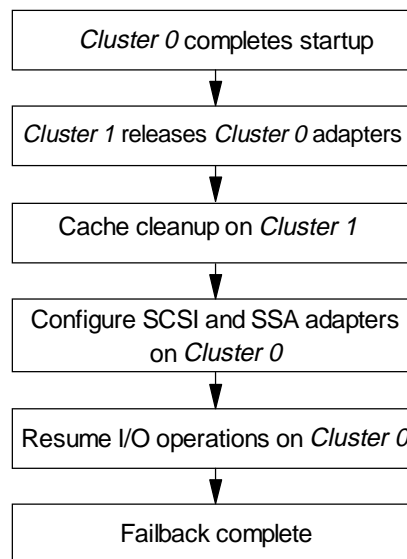 Cluster 0 completes startup
Cluster 1 releases Cluster 0 adapters
Cache cleanup on Cluster 1
Configure SCSI and SSA adapters
on Cluster 0
Resume I/O operations on Cluster 0
Failback complete